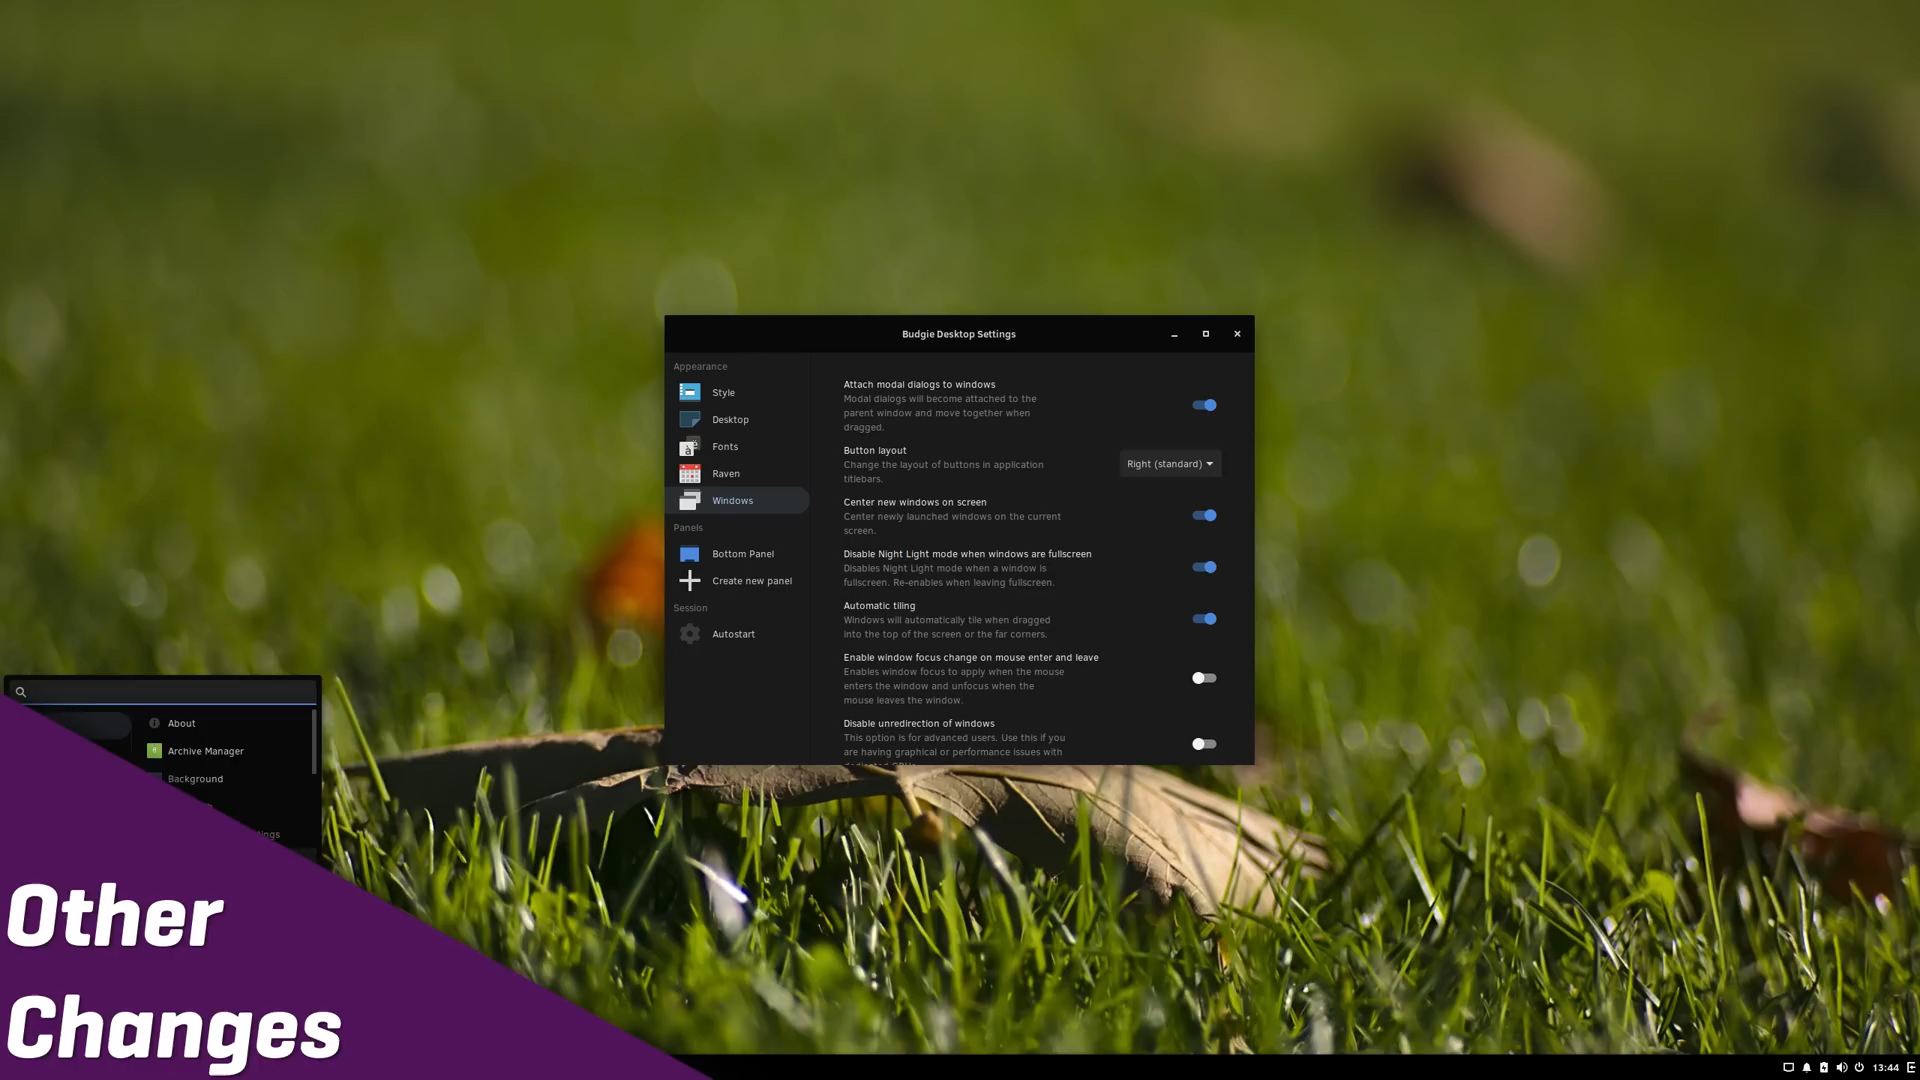 Budgie Desktop Settings
Appearance
Style
Desktop
Fonts
Raven
Windows
Panels
Bottom Panel
Create new panel
Session
Autostart
Attach modal dialogs to windows
Modal dialogs will become attached to the
parent window and move together when
dragged.
Button layout
Change the layout of buttons in application
titlebars.
Right (standard)
Center new windows on screen
Center newly launched windows on the current
screen.
Disable Night Light mode when windows are fullscreen
Disables Night Light mode when a window is
fullscreen. Re-enables when leaving fullscreen.
Automatic tiling
Windows will automatically tile when dragged
into the top of the screen or the far corners.
Enable window focus change on mouse enter and leave
Enables window focus to apply when the mouse
enters the window and unfocus when the
mouse leaves the window.
Disable unredirection of windows
This option is for advanced users. Use this if you
are having graphical or performance issues with
About
Archive Manager
Background
Other
Changes
13:44